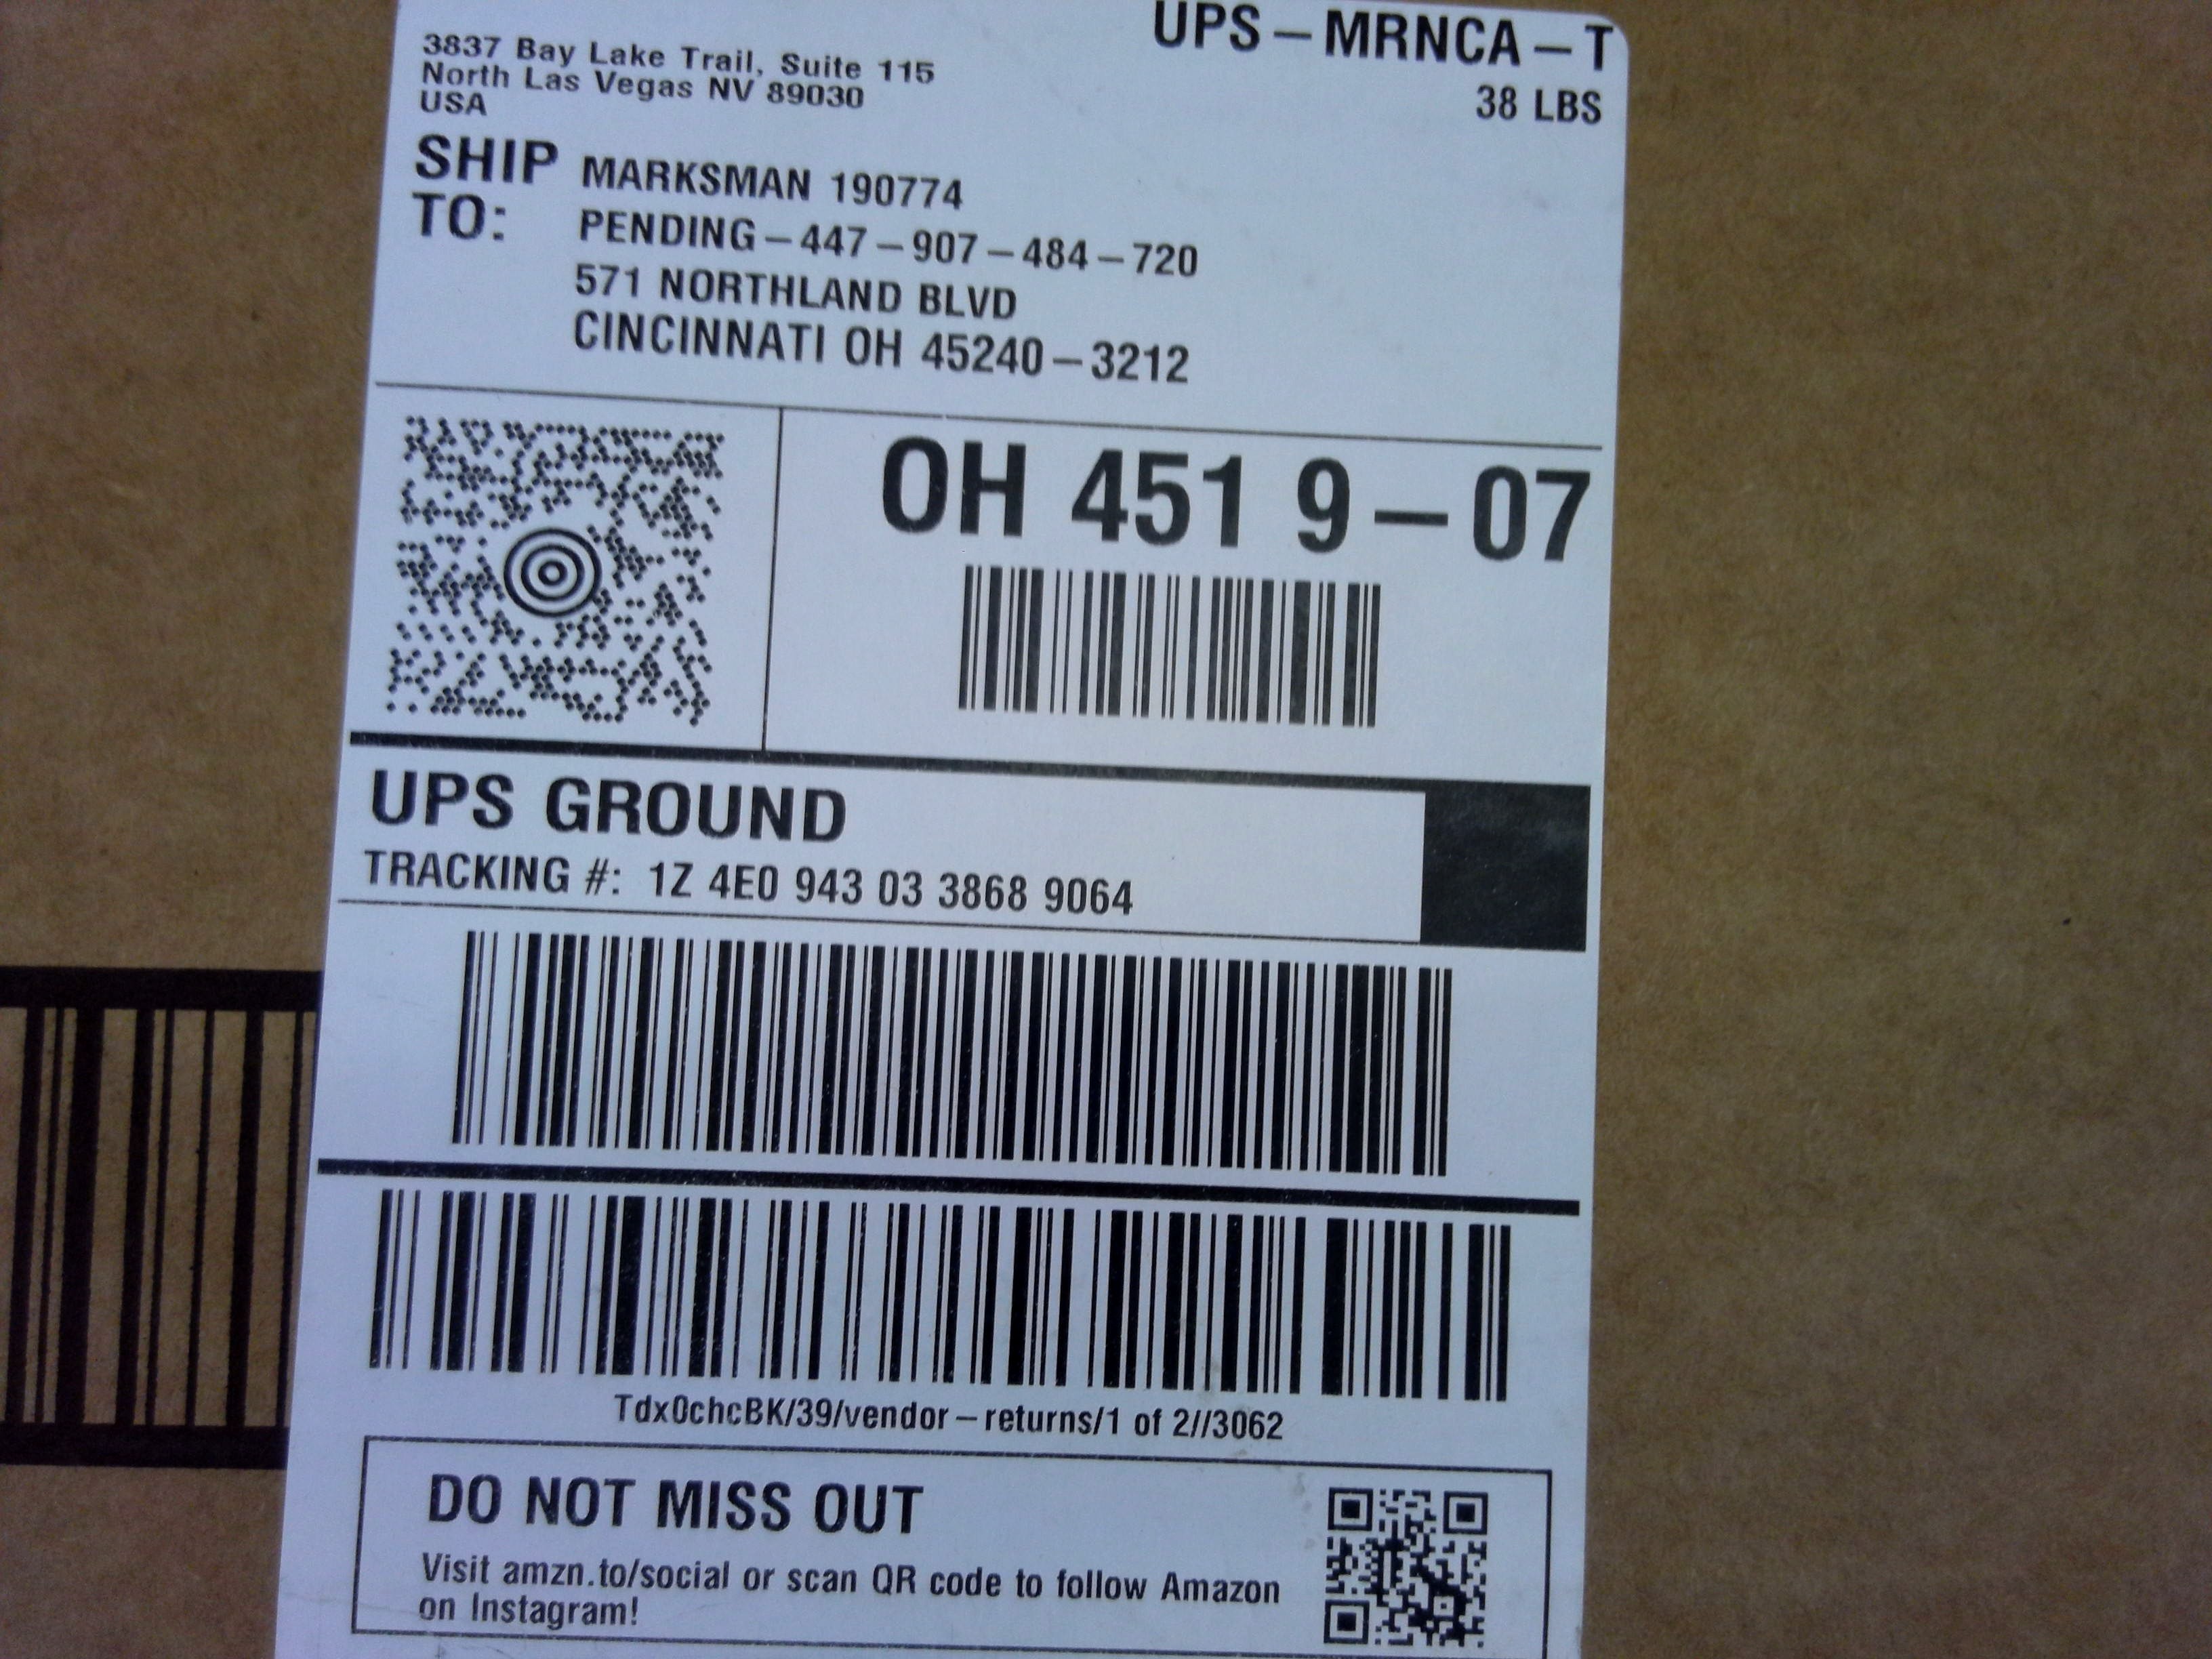 UPS – MRNCA – T
38 LBS
3837 Bay Lake Trail, Suite 115
North Las Vegas NV 89030
USA
SHIP TO:
MARKSMAN 190774
PENDING – 447 – 907 – 484 – 720
571 NORTHLAND BLVD
CINCINNATI OH 45240 – 3212
OH 451 9 – 07
UPS GROUND
TRACKING #: 1Z 4E0 943 03 3868 9064
Tdx0chcBK/39/vendor – returns/1 of 2//3062
DO NOT MISS OUT
Visit amzn.to/social or scan QR code to follow Amazon
on Instagram!